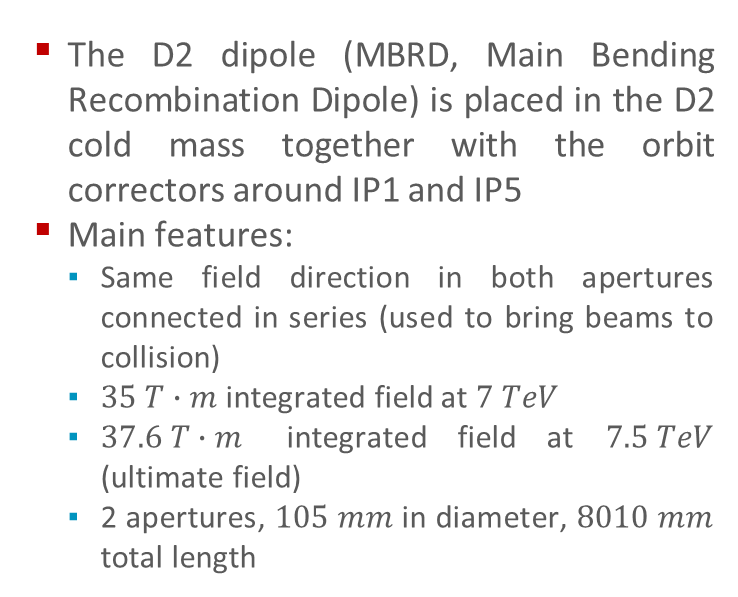 ▪ The D2 dipole (MBRD, Main Bending
Recombination Dipole) is placed in the D2
cold mass together with the orbit
correctors around IP1 and IP5
▪ Main features:
▪ Same field direction in both apertures
connected in series (used to bring beams to
collision)
▪ 35 T · m integrated field at 7 TeV
▪ 37.6 T · m integrated field at 7.5 TeV
(ultimate field)
▪ 2 apertures, 105 mm in diameter, 8010 mm
total length